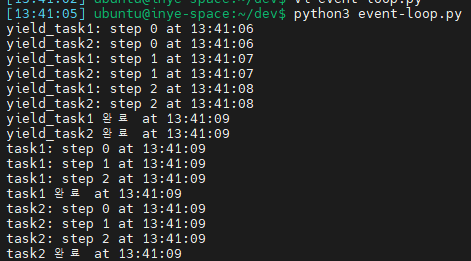 [13:41:02] ubuntu@inye-space:~/dev$ vi event-loop.py
[13:41:05] ubuntu@inye-space:~/dev$ python3 event-loop.py
yield_task1: step 0 at 13:41:06
yield_task2: step 0 at 13:41:06
yield_task1: step 1 at 13:41:07
yield_task2: step 1 at 13:41:07
yield_task1: step 2 at 13:41:08
yield_task2: step 2 at 13:41:08
yield_task1 완료 at 13:41:09
yield_task2 완료 at 13:41:09
task1: step 0 at 13:41:09
task1: step 1 at 13:41:09
task1: step 2 at 13:41:09
task1 완료 at 13:41:09
task2: step 0 at 13:41:09
task2: step 1 at 13:41:09
task2: step 2 at 13:41:09
task2 완료 at 13:41:09